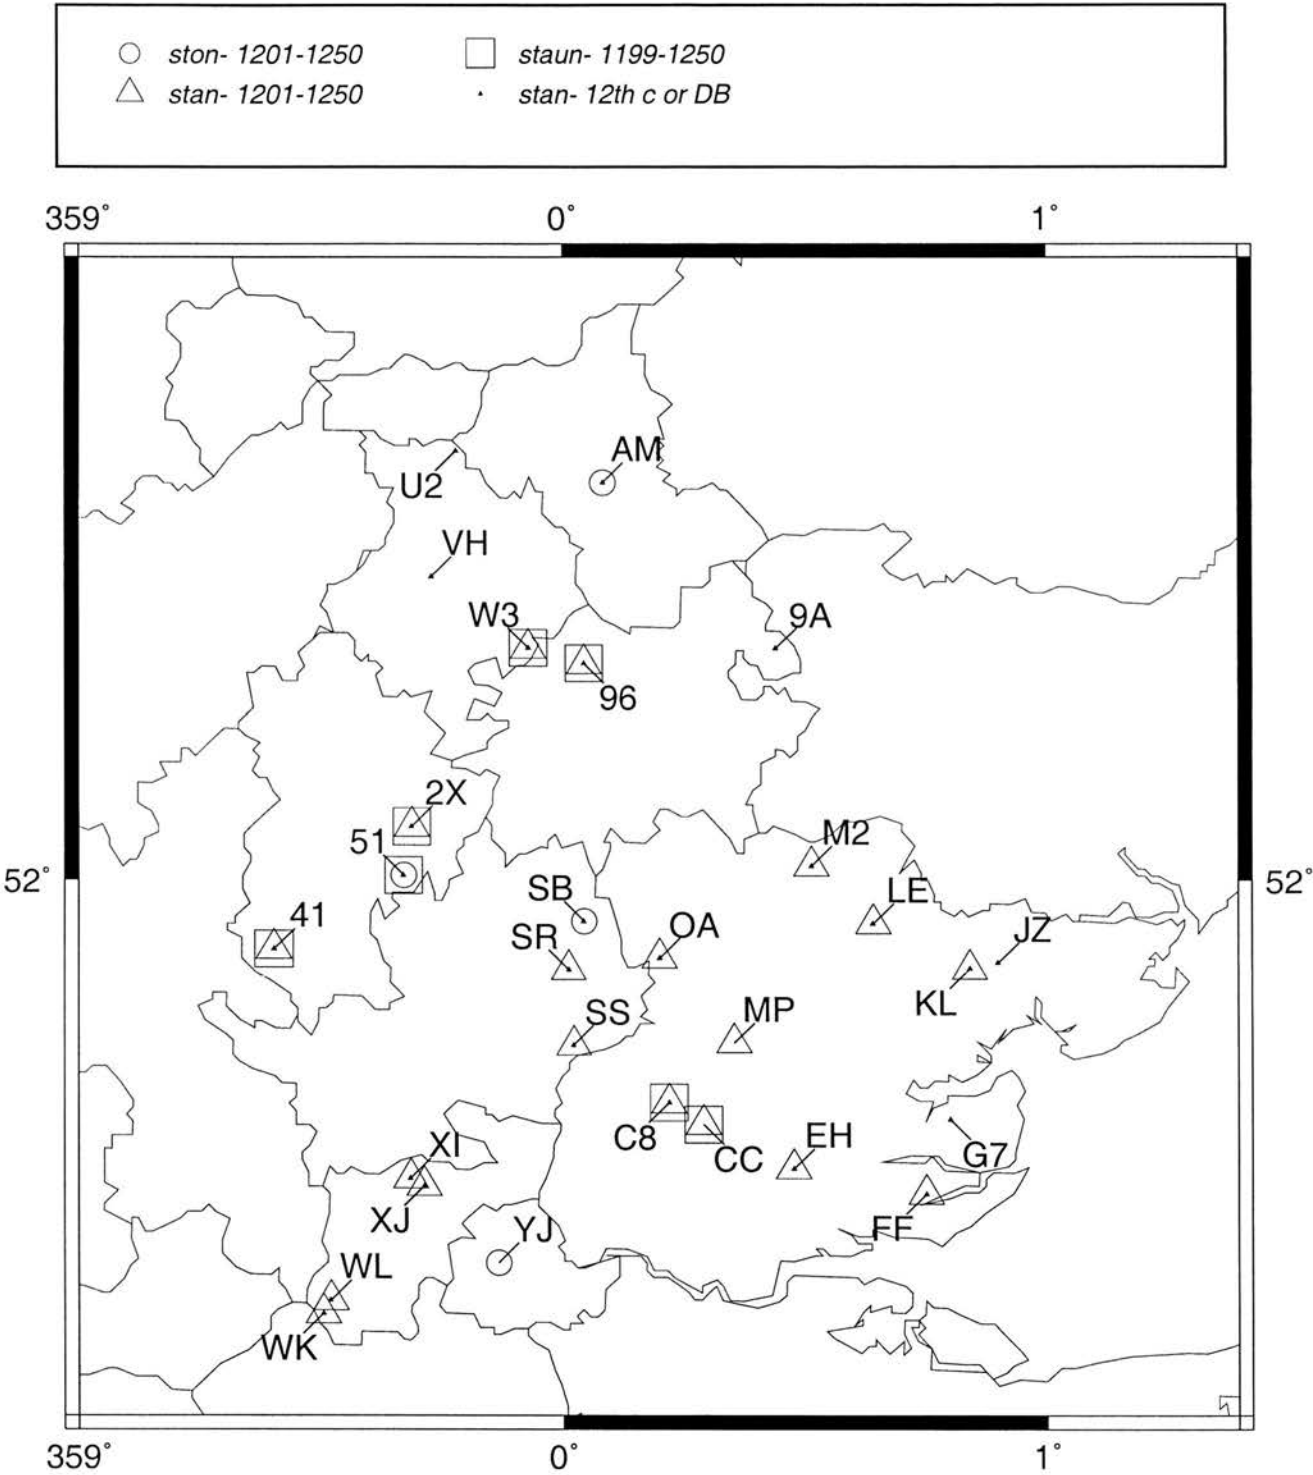 ston- 1201-1250
staun- 1199-1250
stan- 1201-1250
stan- 12th c or DB
359°
0°
1°
AM
U2
VH
W3
9A
96
2X
51
M2
52°
52°
SB
LE
41
SR
OA
JZ
KL
SS
MP
C8
CC
EH
G7
XI
XJ
FF
YJ
WL
WK
359°
0°
1°